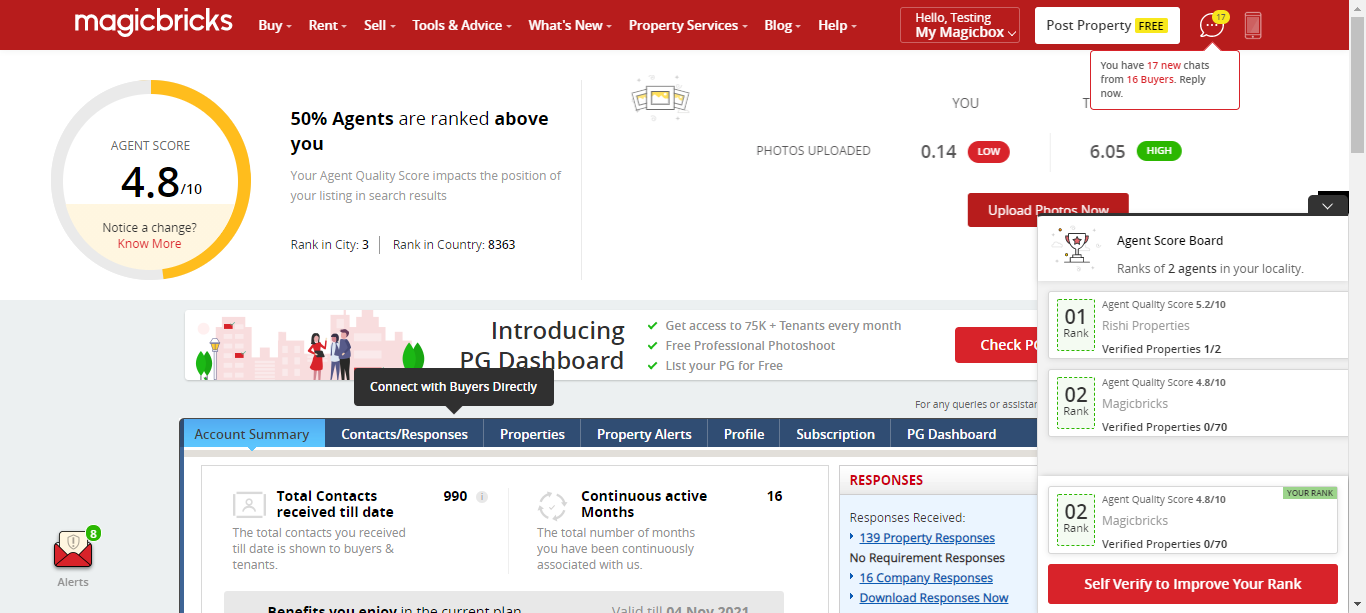 magicbricks
Buy Rent Sell Tools & Advice What's New Property Services Blog Help
Hello, Testing
My Magicbox
Post Property FREE
17
You have 17 new chats
from 16 Buyers. Reply
now.
AGENT SCORE
4.8/10
Notice a change?
Know More
50% Agents are ranked above
you
Your Agent Quality Score impacts the position of
your listing in search results
Rank in City: 3 Rank in Country: 8363
YOU
PHOTOS UPLOADED 0.14 LOW 6.05 HIGH
Upload Photos Now
Introducing
PG Dashboard
Get access to 75K + Tenants every month
Free Professional Photoshoot
List your PG for Free
Check
Connect with Buyers Directly
For any queries or
Account Summary Contacts/Responses Properties Property Alerts Profile Subscription PG Dashboard
Total Contacts
received till date
990
The total contacts you received
till date is shown to buyers &
tenants.
Continuous active
Months
16
The total number of months
you have been continuously
associated with us.
Benefits you enjoy in the current plan
Valid till 04 Nov 2021
RESPONSES
Responses Received:
139 Property Responses
No Requirement Responses
16 Company Responses
Download Responses Now
8
Alerts
Agent Score Board
Ranks of 2 agents in your locality.
01
Rank
Agent Quality Score 5.2/10
Rishi Properties
Verified Properties 1/2
02
Rank
Agent Quality Score 4.8/10
Magicbricks
Verified Properties 0/70
YOUR RANK
02
Rank
Agent Quality Score 4.8/10
Magicbricks
Verified Properties 0/70
Self Verify to Improve Your Rank